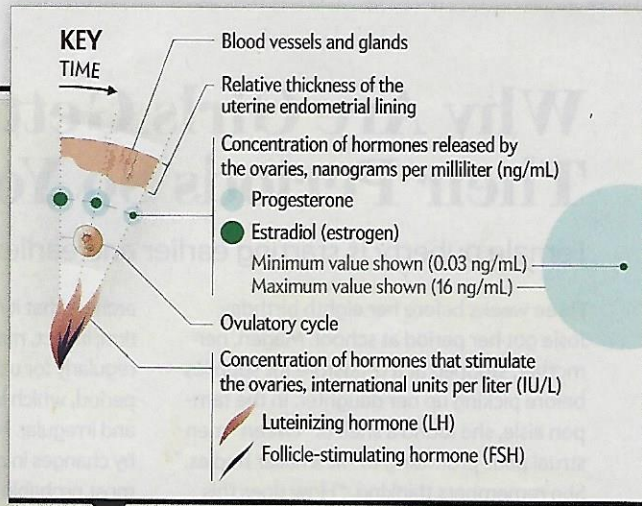 KEY
TIME
Blood vessels and glands
Relative thickness of the
uterine endometrial lining
Concentration of hormones released by
the ovaries, nanograms per milliliter (ng/mL)
Progesterone
Estradiol (estrogen)
Minimum value shown (0.03 ng/mL)
Maximum value shown (16 ng/mL)
Ovulatory cycle
Concentration of hormones that stimulate
the ovaries, international units per liter (IU/L)
Luteinizing hormone (LH)
Follicle-stimulating hormone (FSH)